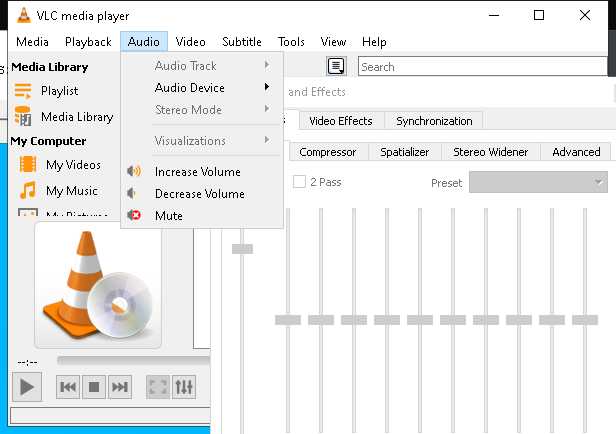 VLC media player
Media Playback Audio Video Subtitle Tools View Help
Media Library
Playlist
Media Library
My Computer
My Videos
My Music
My Pictures
Audio Track
Audio Device
Stereo Mode
Visualizations
Increase Volume
Decrease Volume
Mute
Search
and Effects
Video Effects Synchronization
Compressor Spatializer Stereo Widener Advanced
2 Pass Preset
--:--